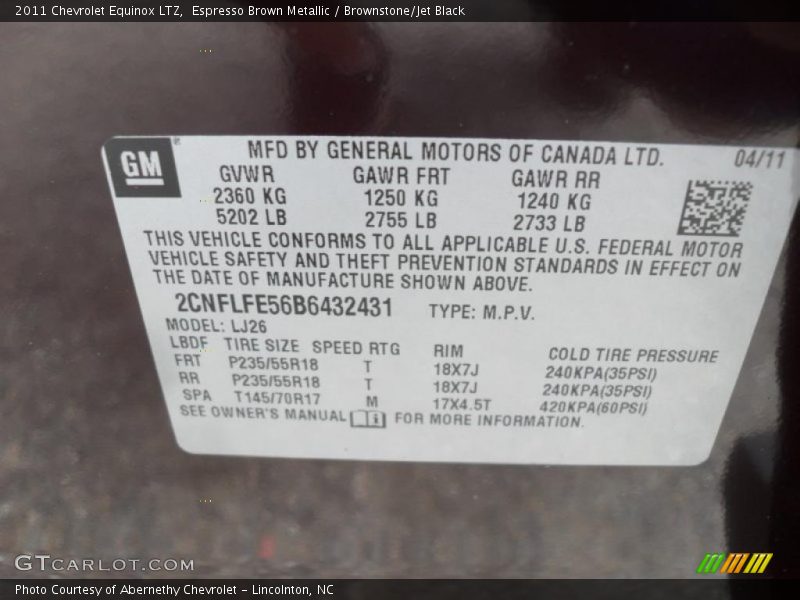 2011 Chevrolet Equinox LTZ, Espresso Brown Metallic / Brownstone/Jet Black
GM MFD BY GENERAL MOTORS OF CANADA LTD. 04/11
GVWR GAWR FRT GAWR RR
2360 KG 1250 KG 1240 KG
5202 LB 2755 LB 2733 LB
THIS VEHICLE CONFORMS TO ALL APPLICABLE U.S. FEDERAL MOTOR
VEHICLE SAFETY AND THEFT PREVENTION STANDARDS IN EFFECT ON
THE DATE OF MANUFACTURE SHOWN ABOVE.
2CNFLFE56B6432431 TYPE: M.P.V.
MODEL: LJ26
LBDF TIRE SIZE SPEED RTG RIM COLD TIRE PRESSURE
FRT P235/55R18 T 18X7J 240KPA(35PSI)
RR P235/55R18 T 18X7J 240KPA(35PSI)
SPA T145/70R17 M 17X4.5T 420KPA(60PSI)
SEE OWNER'S MANUAL FOR MORE INFORMATION.
GTCARLOT.COM
Photo Courtesy of Abernethy Chevrolet – Lincolnton, NC